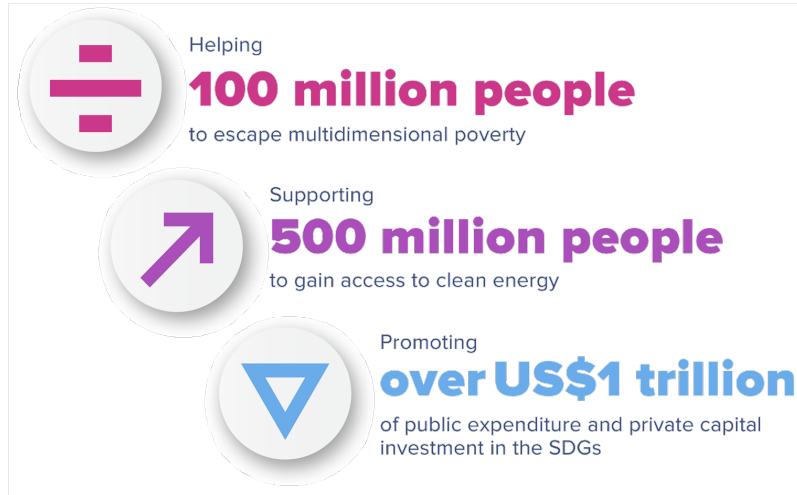 Helping
100 million people
to escape multidimensional poverty
Supporting
500 million people
to gain access to clean energy
Promoting
over US$1 trillion
of public expenditure and private capital
investment in the SDGs